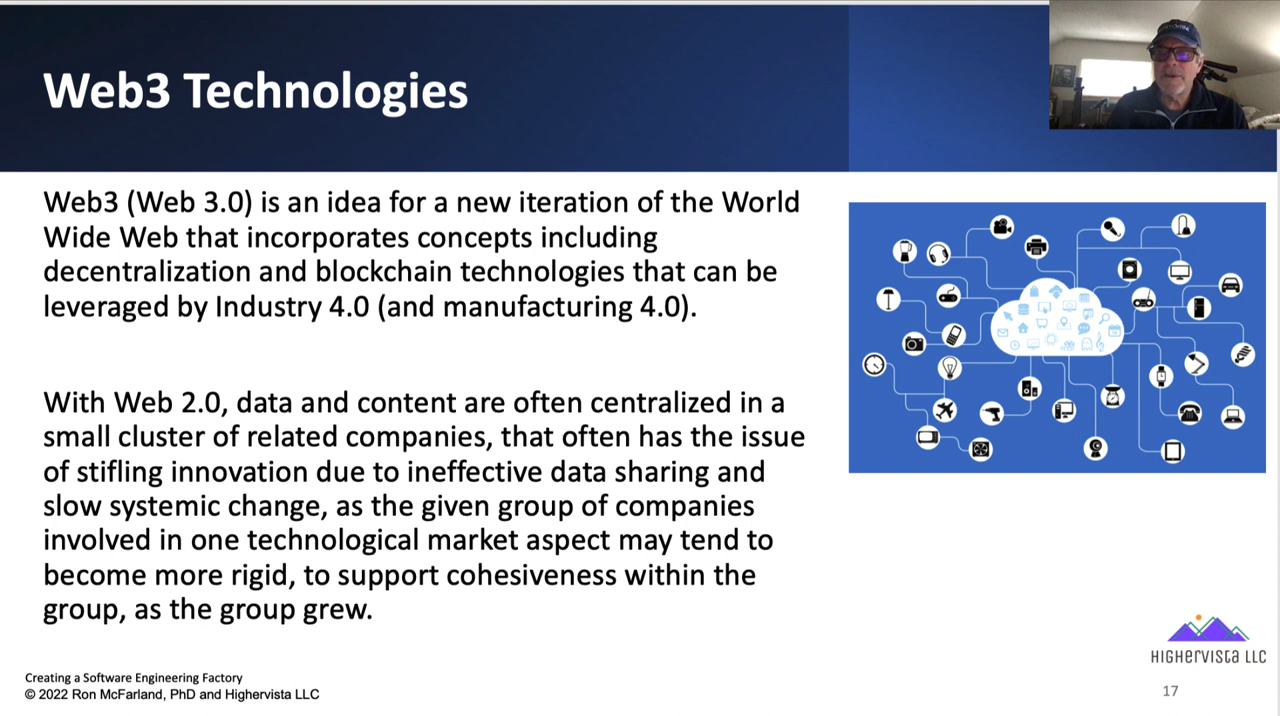 Web3 Technologies
Web3 (Web 3.0) is an idea for a new iteration of the World
Wide Web that incorporates concepts including
decentralization and blockchain technologies that can be
leveraged by Industry 4.0 (and manufacturing 4.0).
With Web 2.0, data and content are often centralized in a
small cluster of related companies, that often has the issue
of stifling innovation due to ineffective data sharing and
slow systemic change, as the given group of companies
involved in one technological market aspect may tend to
become more rigid, to support cohesiveness within the
group, as the group grew.
HIGHERVISTA LLC
Creating a Software Engineering Factory
© 2022 Ron McFarland, PhD and Highervista LLC
17